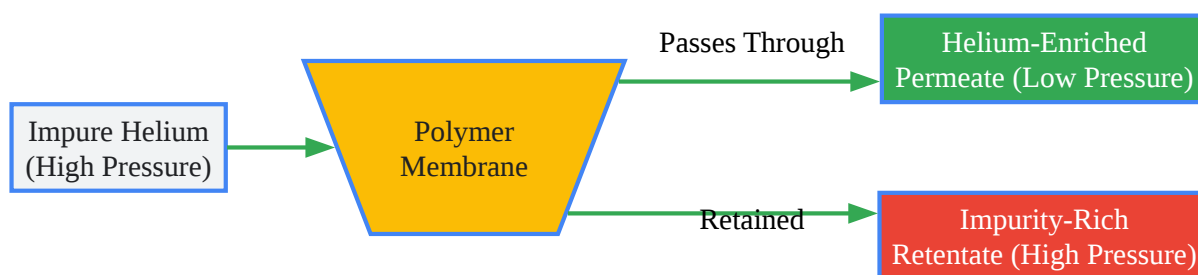 Impure Helium
(High Pressure)
Polymer
Membrane
Passes Through
Helium-Enriched
Permeate (Low Pressure)
Retained
Impurity-Rich
Retentate (High Pressure)